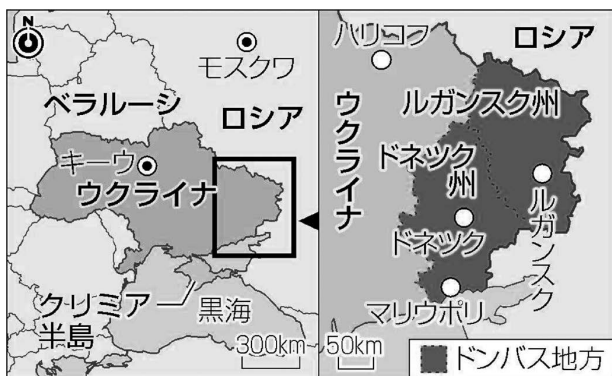 N
モスクワ
ベラルーシ
ロシア
キーウ
ウクライナ
クリミア
半島
黒海
300km
ハリコフ
ロシア
ウクライナ
ルガンスク州
ドネツク
州
ドネツク
ルガンスク
マリウポリ
50km
ドンバス地方